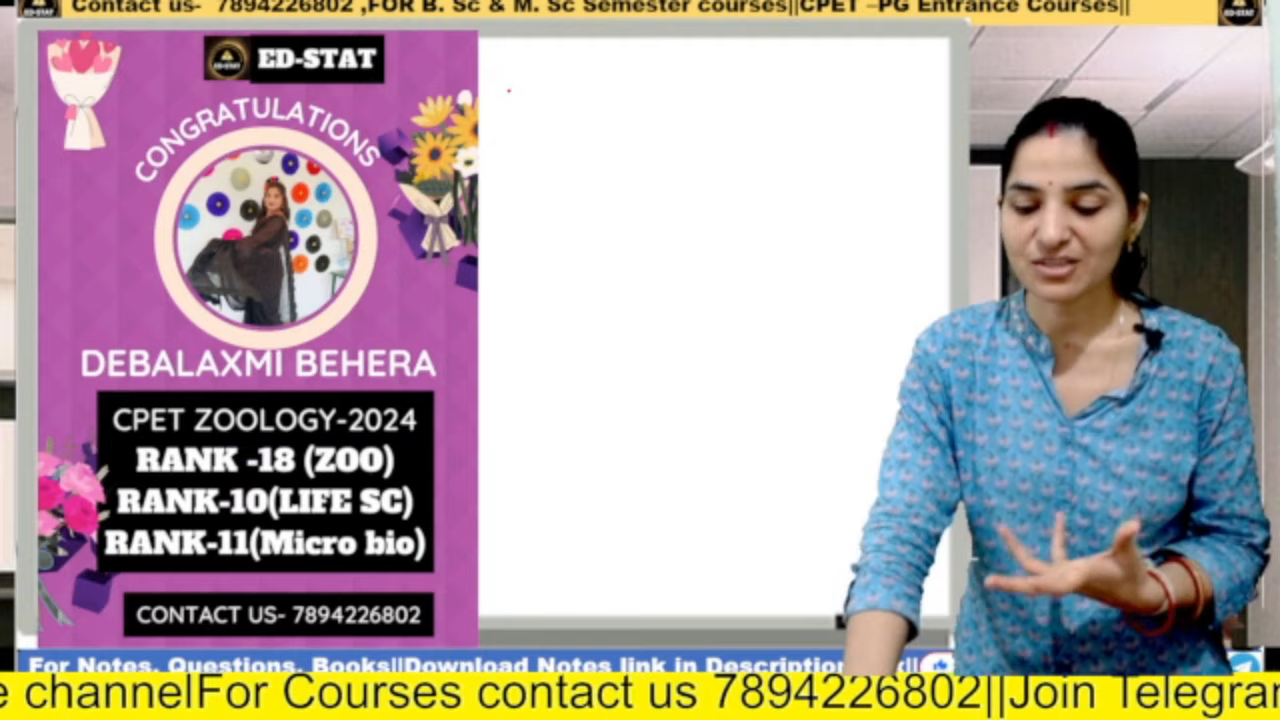 Contact us- 7894226802 ,FOR B. Sc & M. Sc Semester courses||CPET –PG Entrance Courses||
ED-STAT
CONGRATULATIONS
DEBALAXMI BEHERA
CPET ZOOLOGY-2024
RANK -18 (ZOO)
RANK-10(LIFE SC)
RANK-11(Micro bio)
CONTACT US- 7894226802
For Notes, Questions, Books||Download Notes link in Description
channelFor Courses contact us 7894226802||Join Telegram